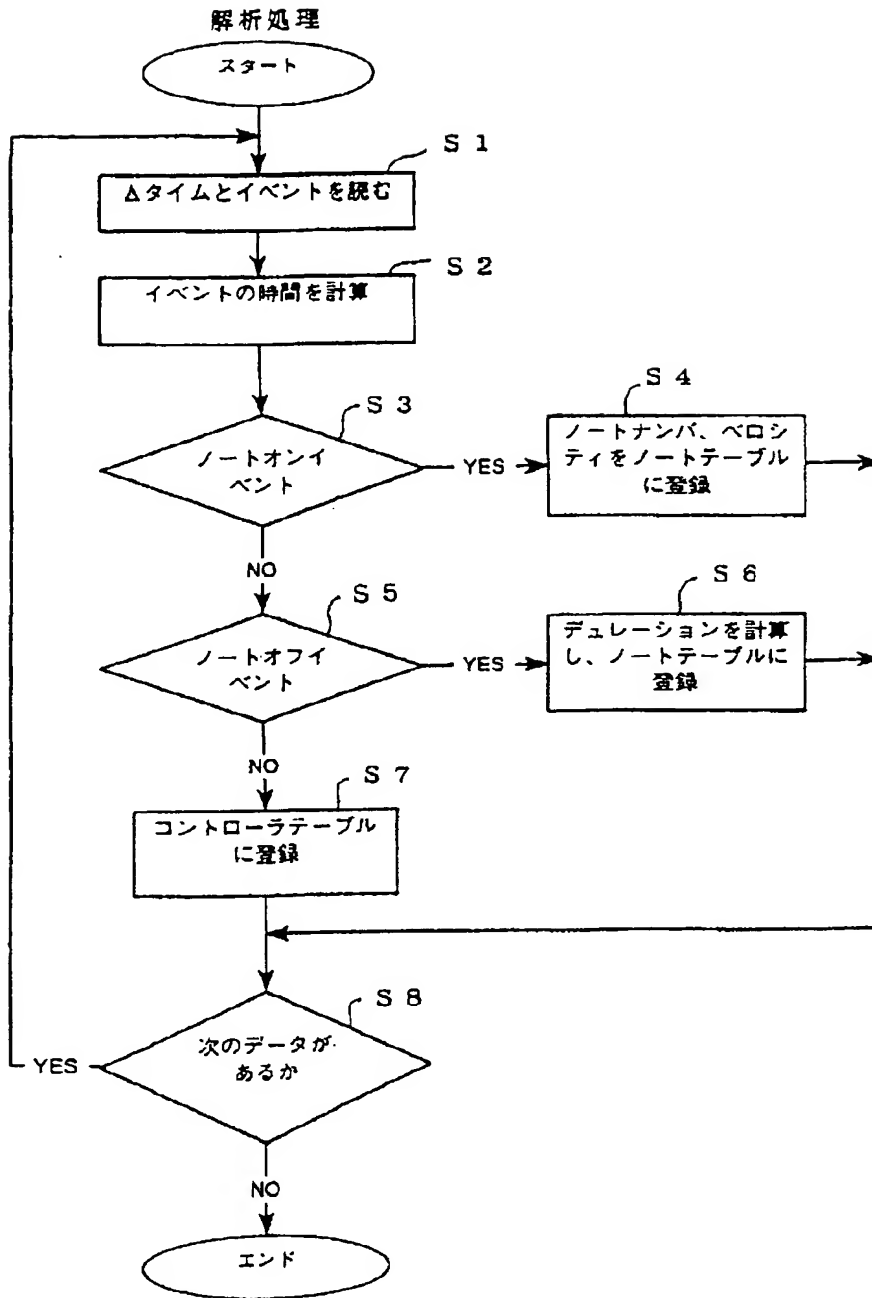 解析処理
スタート
S 1
Δタイムとイベントを読む
S 2
イベントの時間を計算
S 3
ノートオンイ
ベント
YES
S 4
ノートナンバ、ベロシ
ティをノートテーブル
に登録
NO
S 5
ノートオフイ
ベント
YES
S 6
デュレーションを計算
し、ノートテーブルに
登録
NO
S 7
コントローラテーブル
に登録
S 8
次のデータが
あるか
YES
NO
エンド